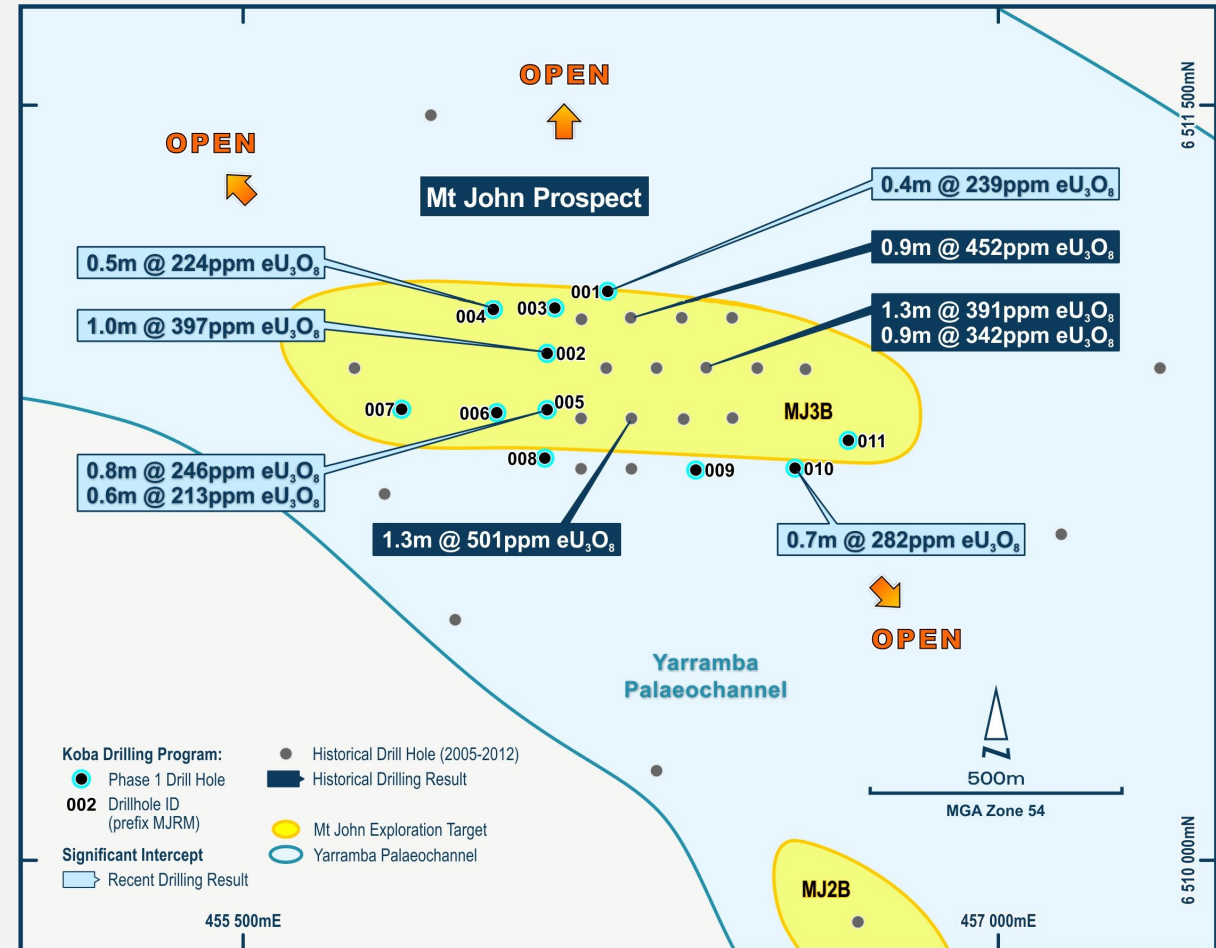 OPEN
OPEN
6 511 500mN
Mt John Prospect
0.4m @ 239ppm eU₃O₈
0.9m @ 452ppm eU₃O₈
0.5m @ 224ppm eU₃O₈
1.3m @ 391ppm eU₃O₈
0.9m @ 342ppm eU₃O₈
1.0m @ 397ppm eU₃O₈
001
003
004
002
005
007
006
MJ3B
011
008
009
010
0.8m @ 246ppm eU₃O₈
0.6m @ 213ppm eU₃O₈
1.3m @ 501ppm eU₃O₈
0.7m @ 282ppm eU₃O₈
OPEN
Yarramba
Palaeochannel
N
500m
MGA Zone 54
Koba Drilling Program:
Phase 1 Drill Hole
002 Drillhole ID
(prefix MJRM)
Significant Intercept
Recent Drilling Result
Historical Drill Hole (2005-2012)
Historical Drilling Result
Mt John Exploration Target
Yarramba Palaeochannel
MJ2B
6 510 000mN
455 500mE
457 000mE